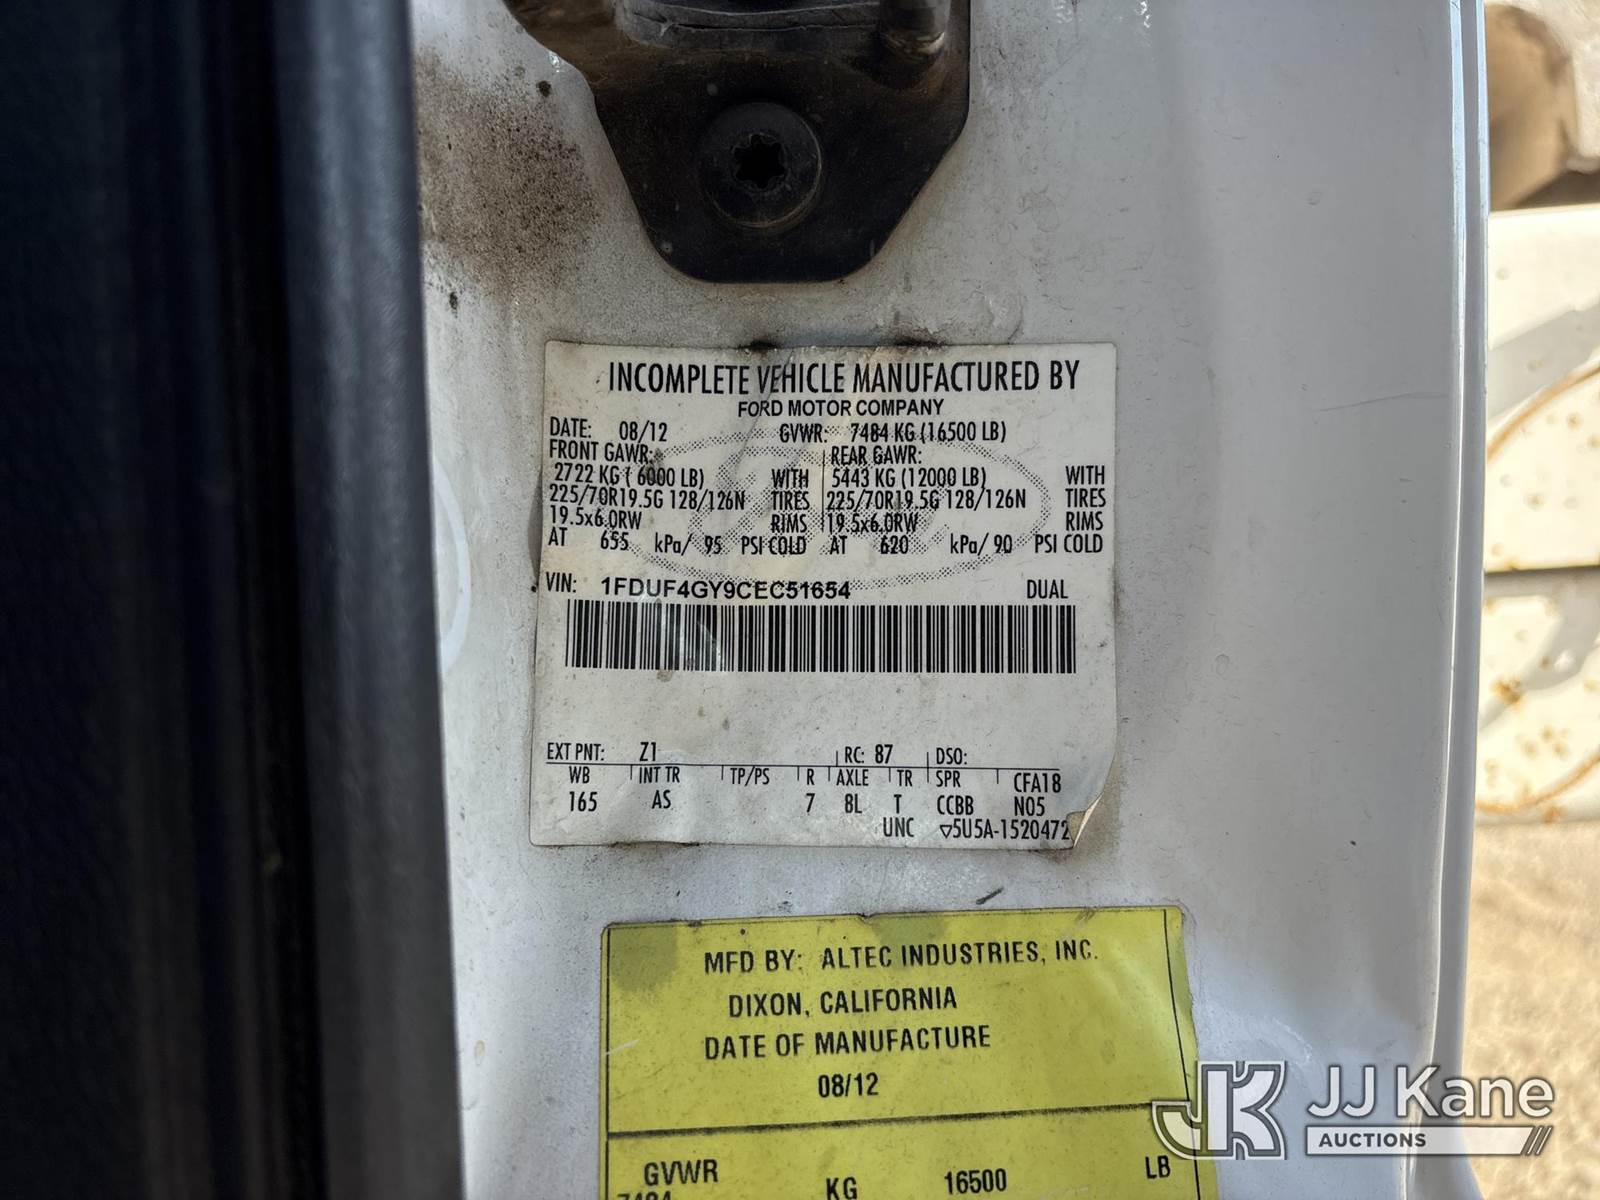 INCOMPLETE VEHICLE MANUFACTURED BY
FORD MOTOR COMPANY
DATE: 08/12 GVWR: 7484 KG (16500 LB)
FRONT GAWR: REAR GAWR:
2722 KG ( 6000 LB) WITH 5443 KG (12000 LB) WITH
225/70R19.5G 128/126N TIRES 225/70R19.5G 128/126N TIRES
19.5x6.0RW RIMS 19.5x6.0RW RIMS
AT 655 kPa/ 95 PSI COLD AT 620 kPa/ 90 PSI COLD
VIN: 1FDUF4GY9CEC51654 DUAL
EXT PNT: Z1 RC: 87 DSO:
WB INT TR TP/PS R AXLE TR SPR CFA18
165 AS 7 8L T CCBB N05
UNC ▽5U5A-1520472
MFD BY: ALTEC INDUSTRIES, INC.
DIXON, CALIFORNIA
DATE OF MANUFACTURE
08/12
GVWR KG 16500 LB
7484
JK JJ Kane
AUCTIONS